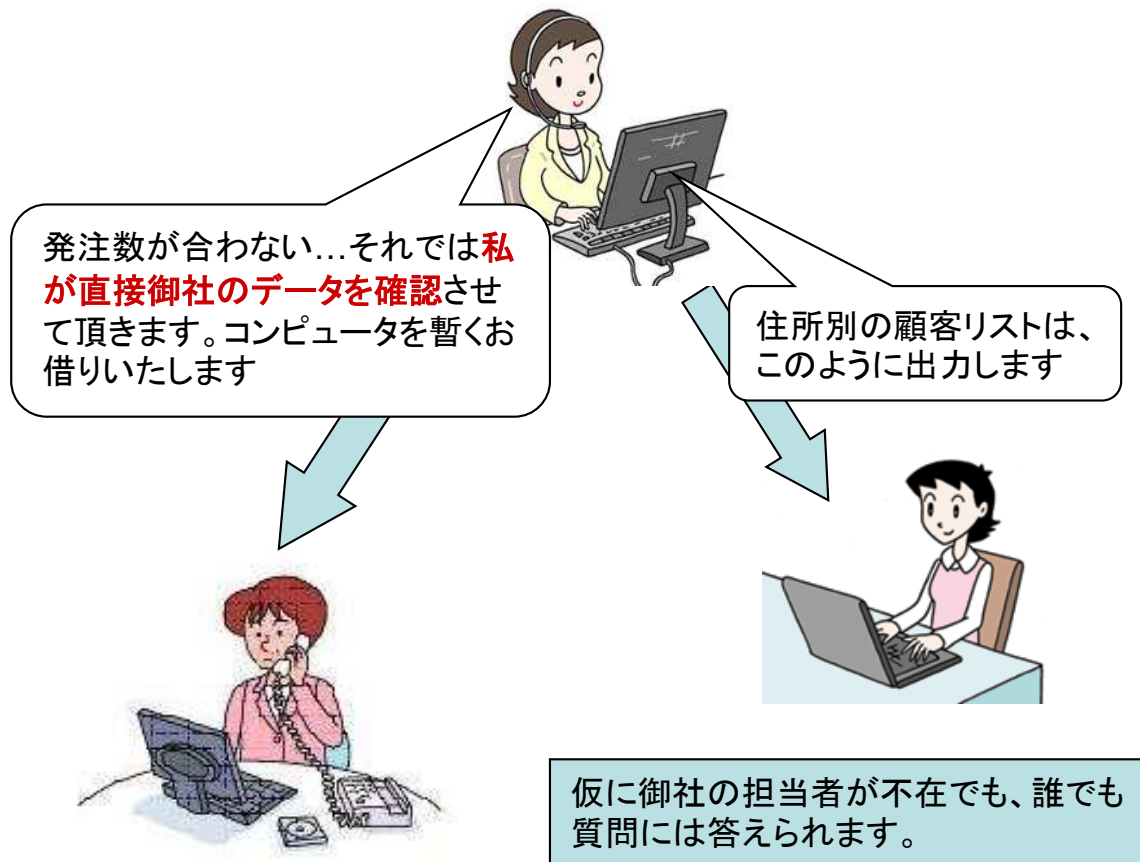 発注数が合わない…それでは私
が直接御社のデータを確認させ
て頂きます。コンピュータを暫くお
借りいたします
住所別の顧客リストは、
このように出力します
仮に御社の担当者が不在でも、誰でも
質問には答えられます。